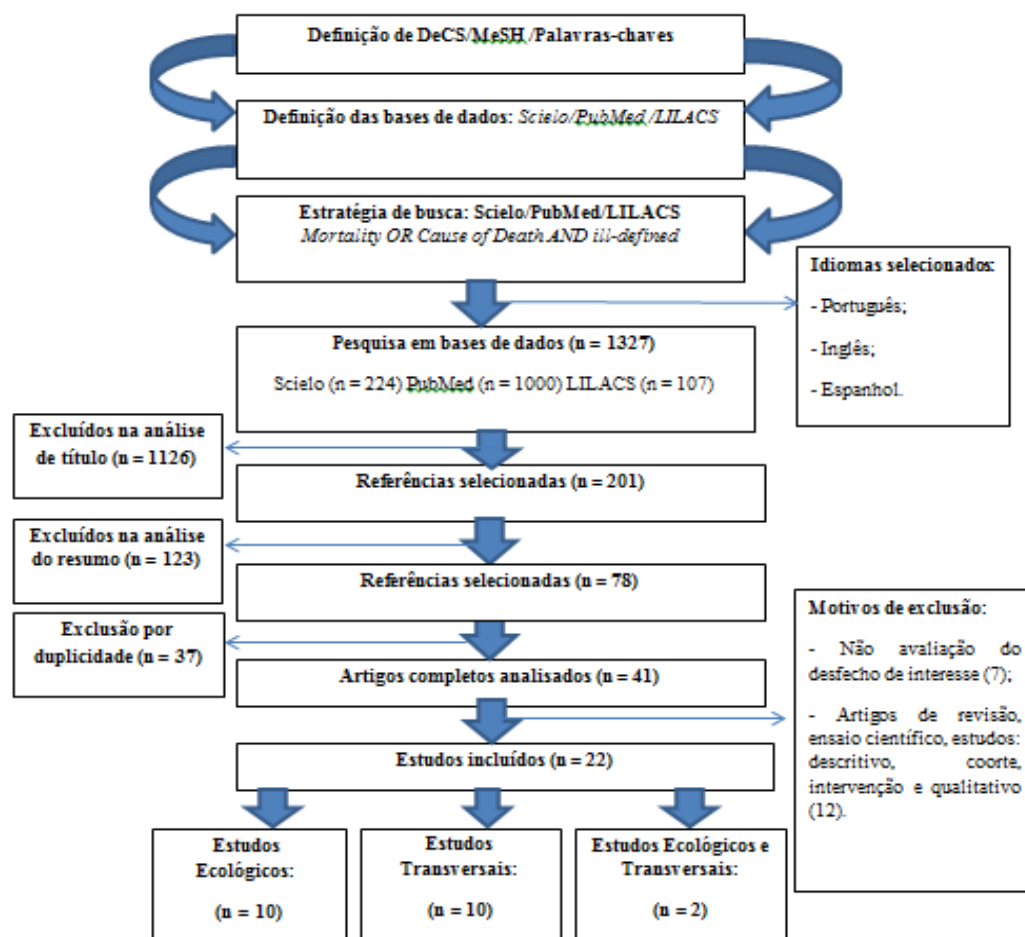 Definição de DeCS/MeSH /Palavras-chaves
Definição das bases de dados: Scielo/PubMed /LILACS
Estratégia de busca: Scielo/PubMed/LILACS
Mortality OR Cause of Death AND ill-defined
Idiomas selecionados:
- Português;
- Inglês;
- Espanhol.
Pesquisa em bases de dados (n = 1327)
Scielo (n = 224) PubMed (n = 1000) LILACS (n = 107)
Excluídos na análise
de título (n = 1126)
Referências selecionadas (n = 201)
Excluídos na análise
do resumo (n = 123)
Referências selecionadas (n = 78)
Exclusão por
duplicidade (n = 37)
Artigos completos analisados (n = 41)
Motivos de exclusão:
- Não avaliação do
desfecho de interesse (7);
- Artigos de revisão,
ensaio científico, estudos:
descritivo, coorte,
intervenção e qualitativo
(12).
Estudos incluídos (n = 22)
Estudos
Ecológicos:
(n = 10)
Estudos
Transversais:
(n = 10)
Estudos Ecológicos e
Transversais:
(n = 2)